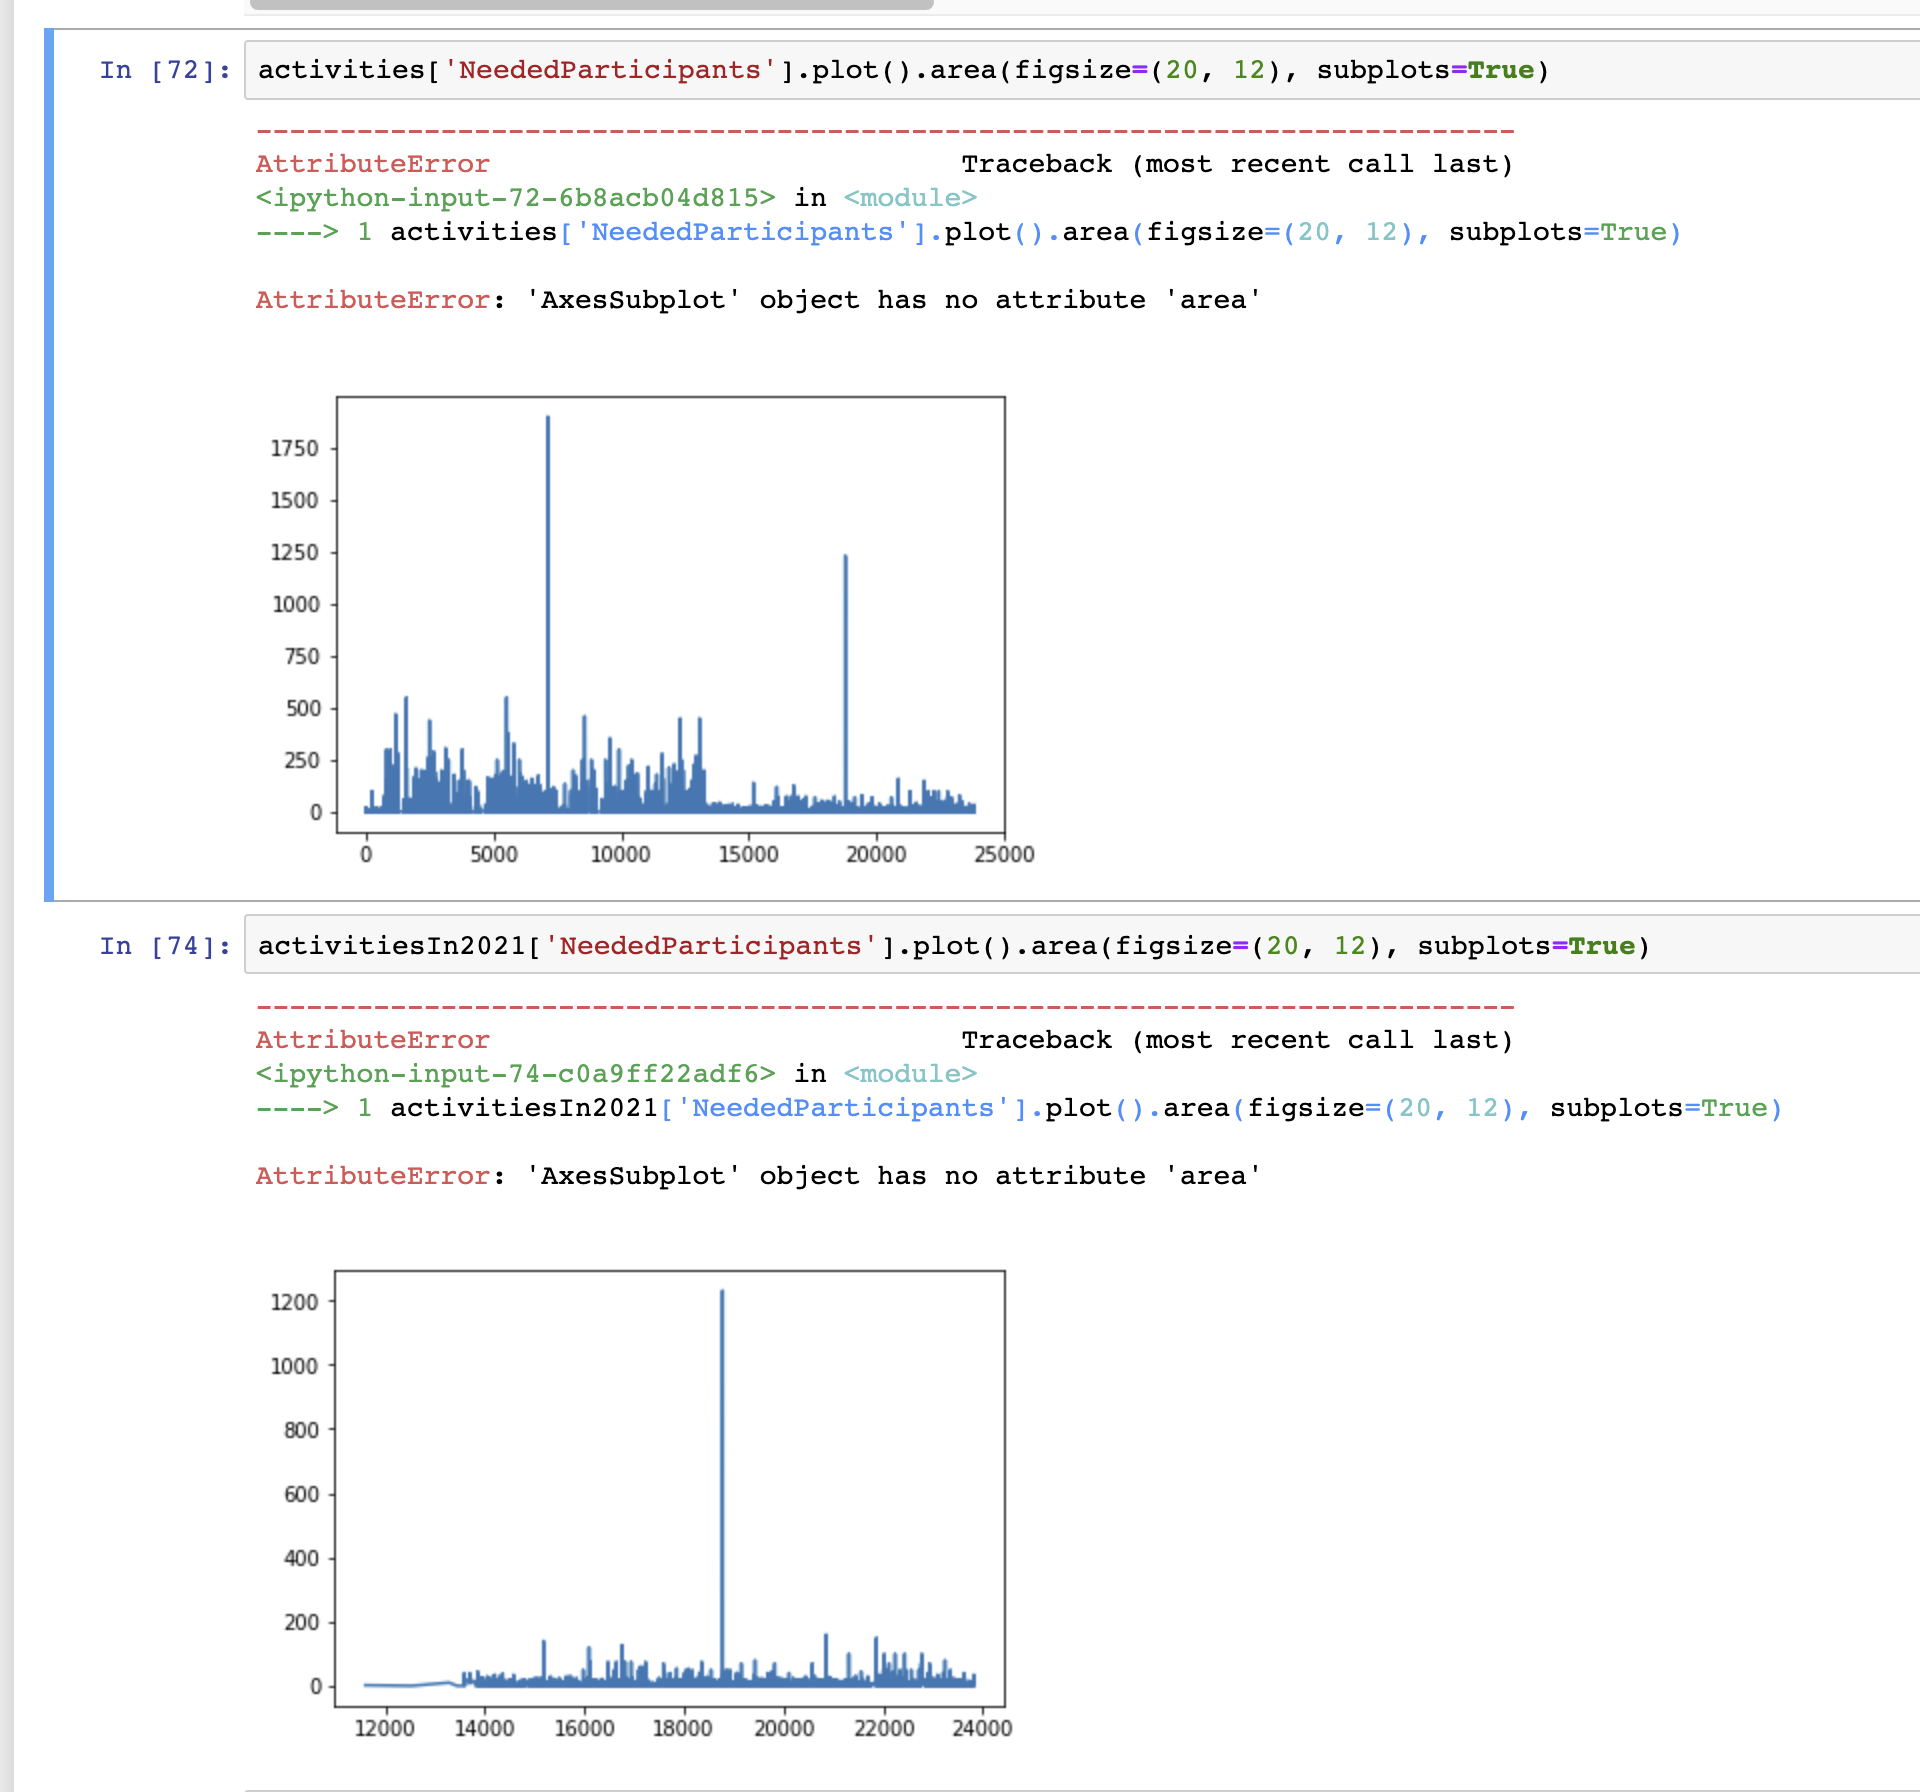 In [72]: activities['NeededParticipants'].plot().area(figsize=(20, 12), subplots=True)
---------------------------------------------------------------------------
AttributeError                            Traceback (most recent call last)
<ipython-input-72-6b8acb04d815> in <module>
----> 1 activities['NeededParticipants'].plot().area(figsize=(20, 12), subplots=True)
AttributeError: 'AxesSubplot' object has no attribute 'area'
1750
1500
1250
1000
750
500
250
0
0 5000 10000 15000 20000 25000
In [74]: activitiesIn2021['NeededParticipants'].plot().area(figsize=(20, 12), subplots=True)
---------------------------------------------------------------------------
AttributeError                            Traceback (most recent call last)
<ipython-input-74-c0a9ff22adf6> in <module>
----> 1 activitiesIn2021['NeededParticipants'].plot().area(figsize=(20, 12), subplots=True)
AttributeError: 'AxesSubplot' object has no attribute 'area'
1200
1000
800
600
400
200
0
12000 14000 16000 18000 20000 22000 24000